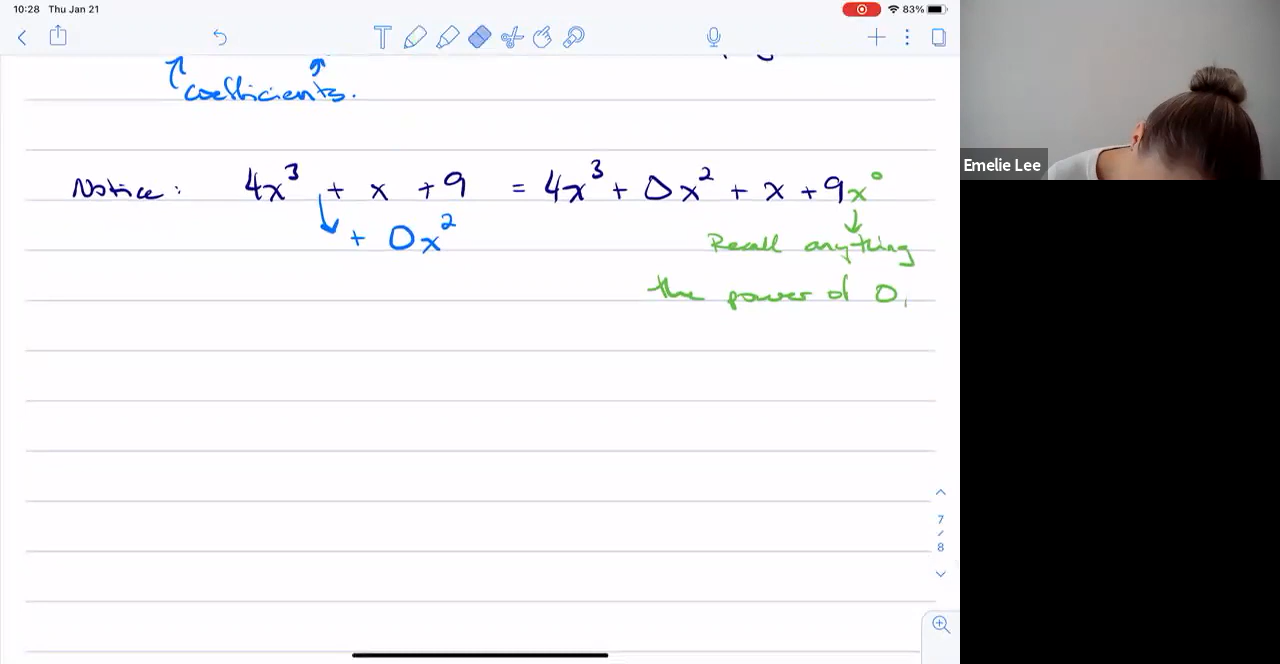 10:28 Thu Jan 21
83%
coefficients.
Notice: 4x³ + x + 9 = 4x³ + 0x² + x + 9x⁰
+ 0x²
Recall anything
the power of 0,
Emelie Lee
7
/
8